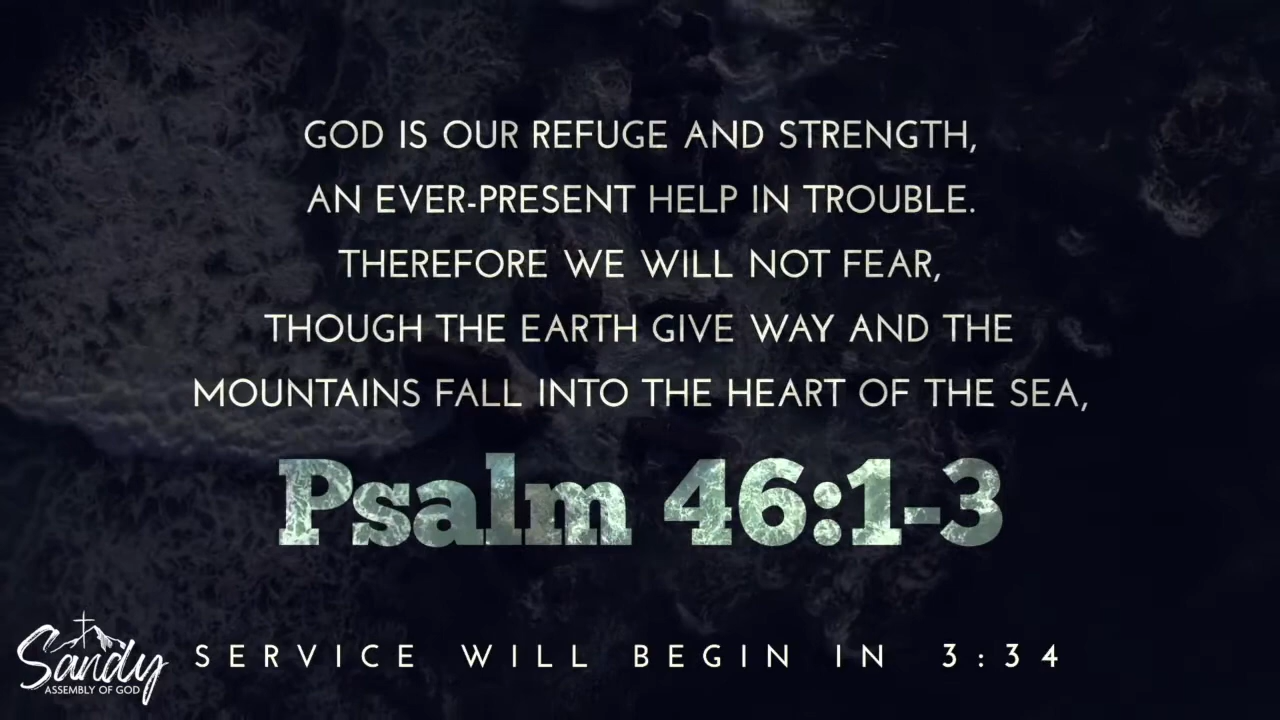 GOD IS OUR REFUGE AND STRENGTH,
AN EVER-PRESENT HELP IN TROUBLE.
THEREFORE WE WILL NOT FEAR,
THOUGH THE EARTH GIVE WAY AND THE
MOUNTAINS FALL INTO THE HEART OF THE SEA,
Psalm 46:1-3
Sandy
ASSEMBLY OF GOD
SERVICE WILL BEGIN IN 3:34